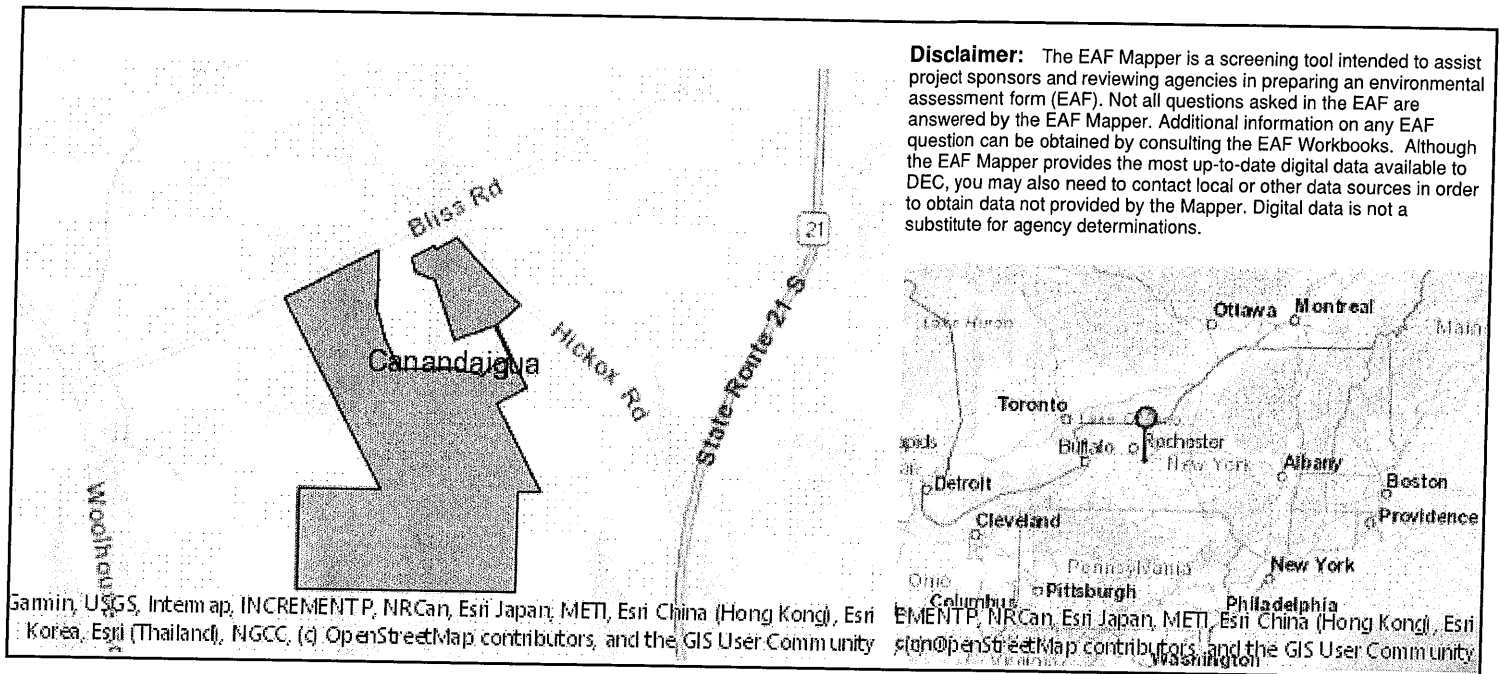 Disclaimer: The EAF Mapper is a screening tool intended to assist
project sponsors and reviewing agencies in preparing an environmental
assessment form (EAF). Not all questions asked in the EAF are
answered by the EAF Mapper. Additional information on any EAF
question can be obtained by consulting the EAF Workbooks. Although
the EAF Mapper provides the most up-to-date digital data available to
DEC, you may also need to contact local or other data sources in order
to obtain data not provided by the Mapper. Digital data is not a
substitute for agency determinations.
Bliss Rd
21
Canandaigua
Hickox Rd
State Route 21 S
Garmin, USGS, Intermap, INCREMENT P, NRCan, Esri Japan, METI, Esri China (Hong Kong), Esri
Korea, Esri (Thailand), NGCC, (c) OpenStreetMap contributors, and the GIS User Community
Ottawa
Montreal
Lake Huron
Main
Toronto
Rochester
Buffalo
New York
Albany
Detroit
Boston
Cleveland
Providence
Pennsylvania
New York
Ohio
Pittsburgh
Columbus
Philadelphia
EMENT P, NRCan, Esri Japan, METI, Esri China (Hong Kong), Esri
OpenStreetMap contributors, and the GIS User Community
Washington